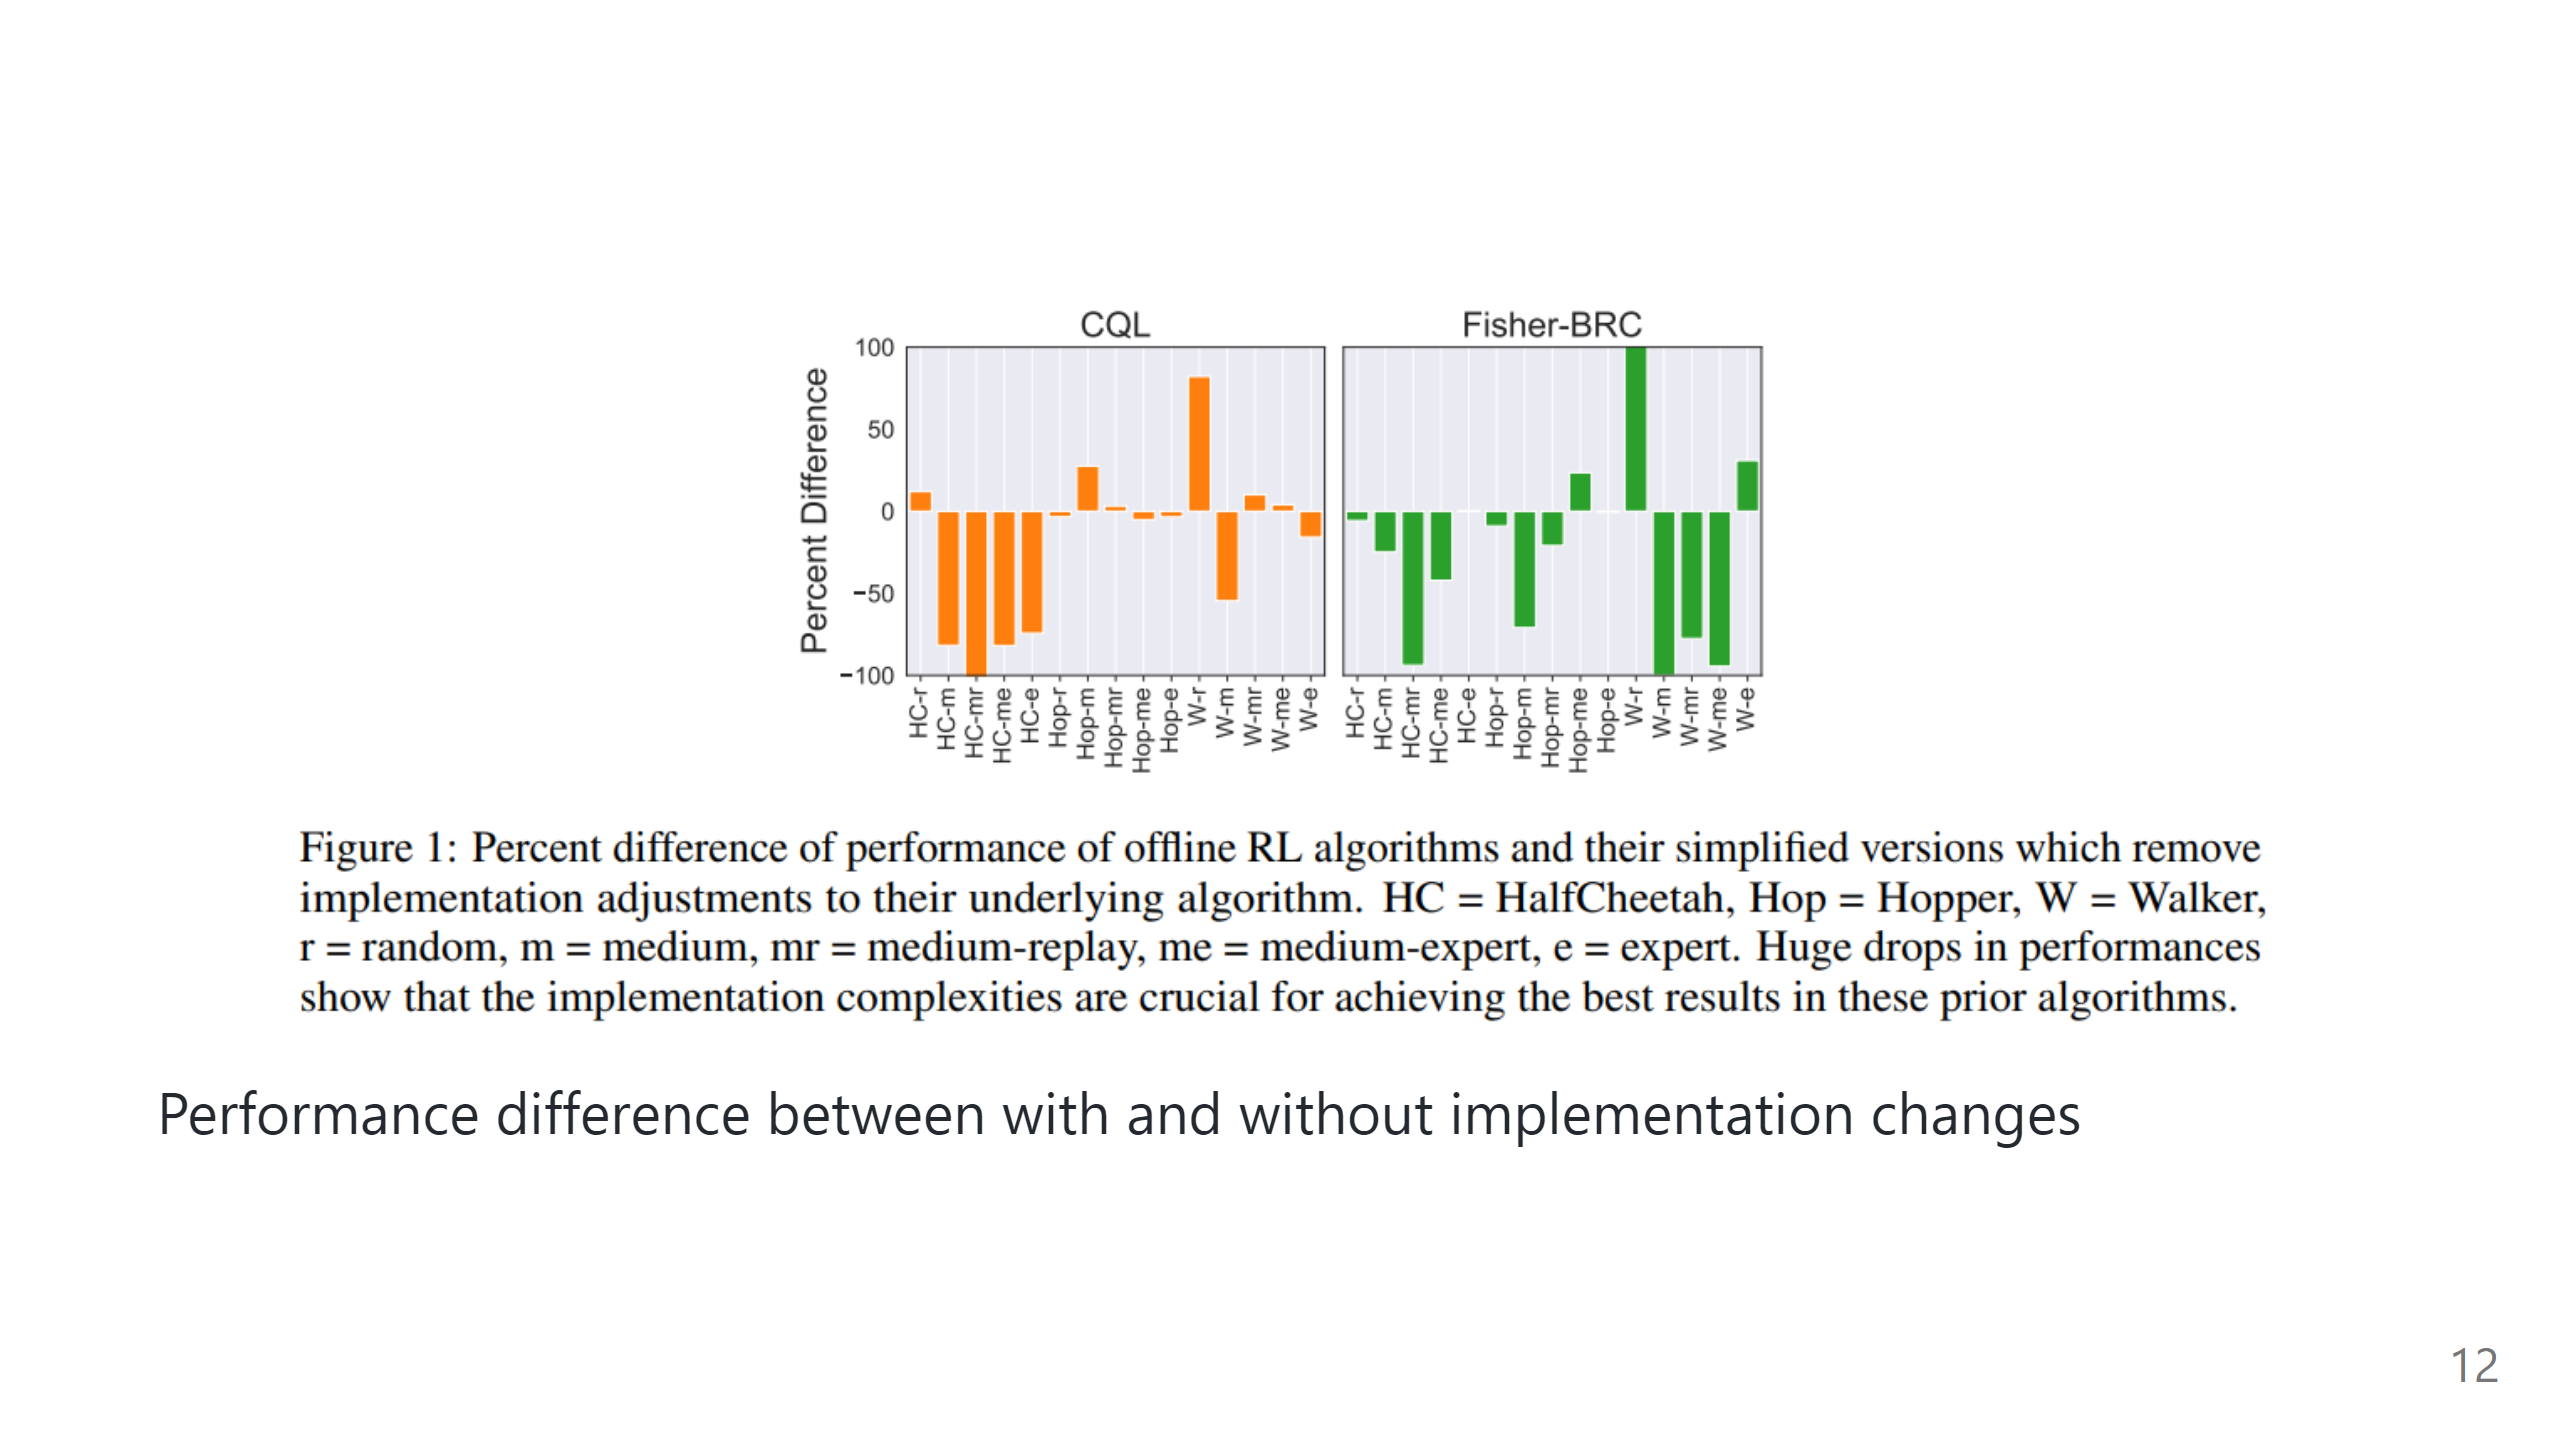 CQL
Fisher-BRC
Percent Difference
100
50
0
−50
−100
HC-r
HC-m
HC-mr
HC-me
HC-e
Hop-r
Hop-m
Hop-mr
Hop-me
Hop-e
W-r
W-m
W-mr
W-me
W-e
HC-r
HC-m
HC-mr
HC-me
HC-e
Hop-r
Hop-m
Hop-mr
Hop-me
Hop-e
W-r
W-m
W-mr
W-me
W-e
Figure 1: Percent difference of performance of offline RL algorithms and their simplified versions which remove
implementation adjustments to their underlying algorithm. HC = HalfCheetah, Hop = Hopper, W = Walker,
r = random, m = medium, mr = medium-replay, me = medium-expert, e = expert. Huge drops in performances
show that the implementation complexities are crucial for achieving the best results in these prior algorithms.
Performance difference between with and without implementation changes
12